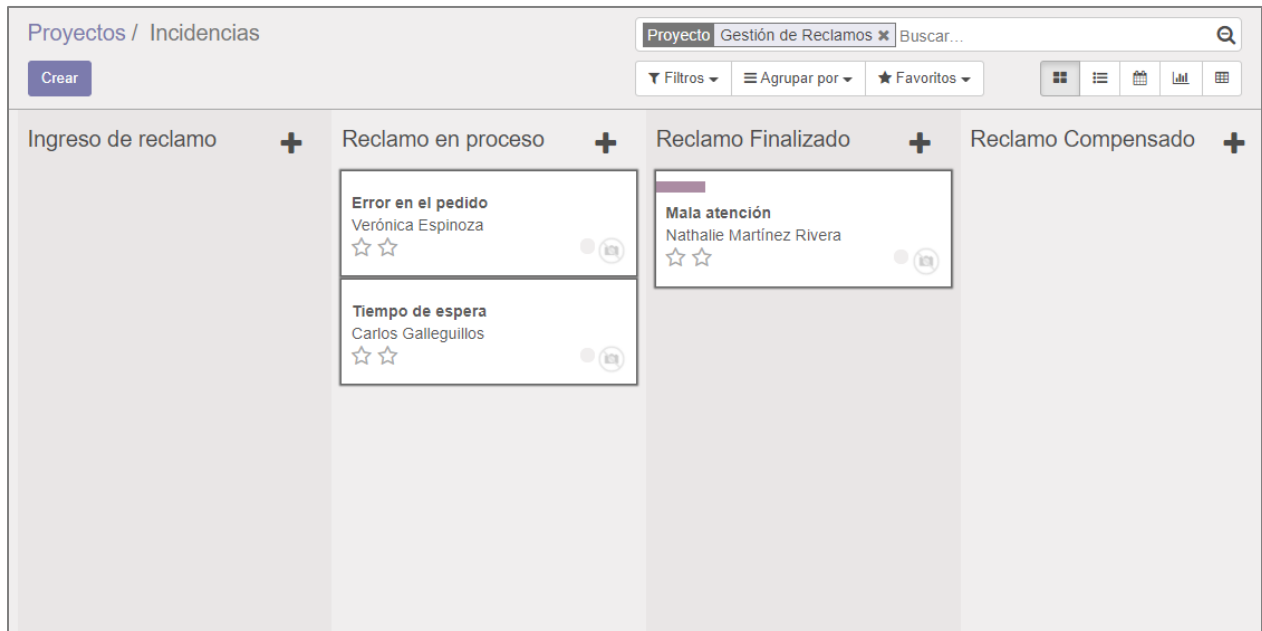 Proyectos / Incidencias
Proyecto Gestión de Reclamos ✖ Buscar...
Crear
Filtros Agrupar por Favoritos
Ingreso de reclamo
Reclamo en proceso
Error en el pedido
Verónica Espinoza
Tiempo de espera
Carlos Galleguillos
Reclamo Finalizado
Mala atención
Nathalie Martínez Rivera
Reclamo Compensado